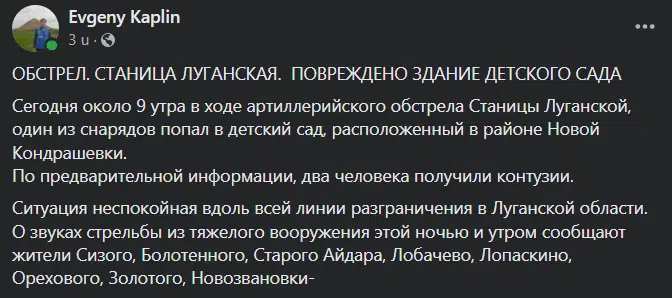 Evgeny Kaplin
3 ч ·
ОБСТРЕЛ. СТАНИЦА ЛУГАНСКАЯ. ПОВРЕЖДЕНО ЗДАНИЕ ДЕТСКОГО САДА
Сегодня около 9 утра в ходе артиллерийского обстрела Станицы Луганской,
один из снарядов попал в детский сад, расположенный в районе Новой
Кондрашевки.
По предварительной информации, два человека получили контузии.
Ситуация неспокойная вдоль всей линии разграничения в Луганской области.
О звуках стрельбы из тяжелого вооружения этой ночью и утром сообщают
жители Сизого, Болотенного, Старого Айдара, Лобачево, Лопаскино,
Орехового, Золотого, Новозвановки-